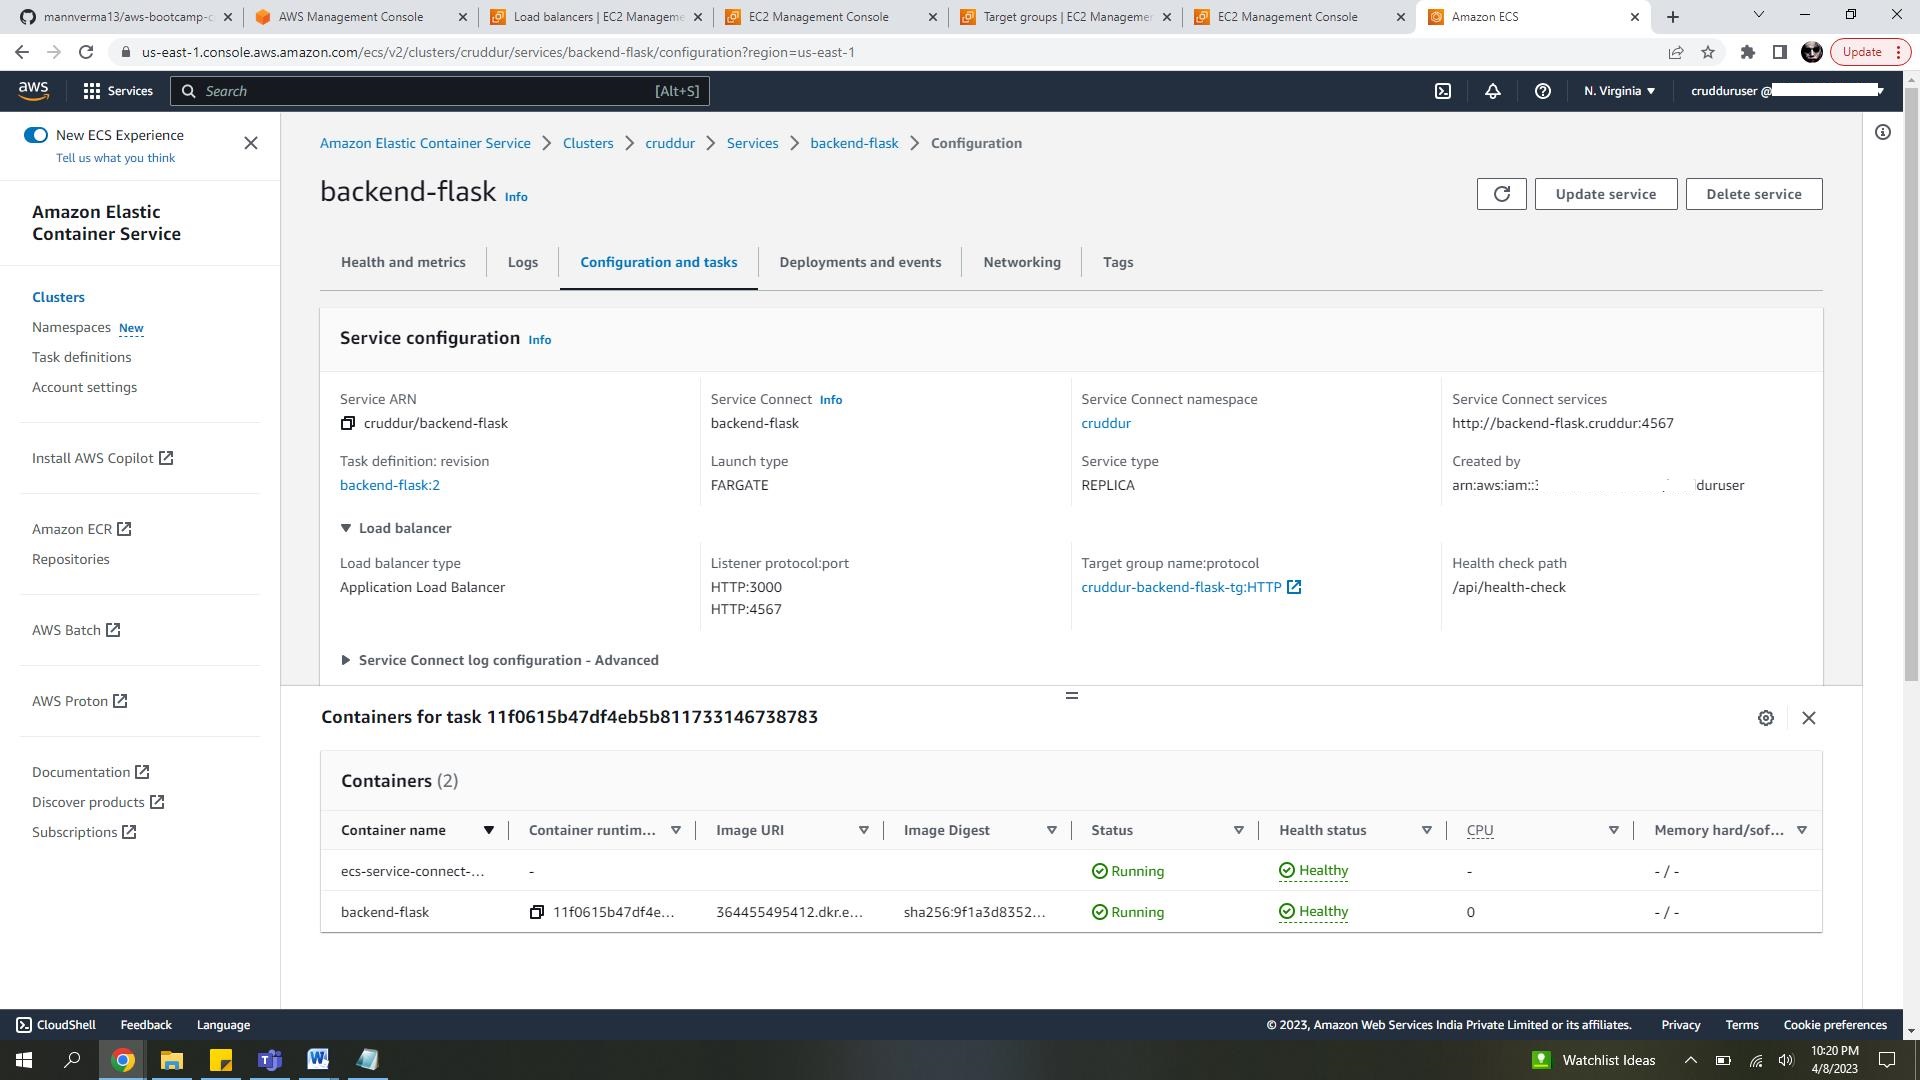 mannverma13/aws-bootcamp-c
AWS Management Console
Load balancers | EC2 Manageme
EC2 Management Console
Target groups | EC2 Managemen
EC2 Management Console
Amazon ECS
us-east-1.console.aws.amazon.com/ecs/v2/clusters/cruddur/services/backend-flask/configuration?region=us-east-1
Update
aws
Services
Search
[Alt+S]
N. Virginia
crudduruser @
New ECS Experience
Tell us what you think
Amazon Elastic
Container Service
Clusters
Namespaces New
Task definitions
Account settings
Install AWS Copilot
Amazon ECR
Repositories
AWS Batch
AWS Proton
Documentation
Discover products
Subscriptions
Amazon Elastic Container Service
Clusters
cruddur
Services
backend-flask
Configuration
backend-flask Info
Update service
Delete service
Health and metrics
Logs
Configuration and tasks
Deployments and events
Networking
Tags
Service configuration Info
Service ARN
cruddur/backend-flask
Service Connect Info
backend-flask
Service Connect namespace
cruddur
Service Connect services
http://backend-flask.cruddur:4567
Task definition: revision
backend-flask:2
Launch type
FARGATE
Service type
REPLICA
Created by
arn:aws:iam:: duruser
Load balancer
Load balancer type
Application Load Balancer
Listener protocol:port
HTTP:3000
HTTP:4567
Target group name:protocol
cruddur-backend-flask-tg:HTTP
Health check path
/api/health-check
Service Connect log configuration - Advanced
Containers for task 11f0615b47df4eb5b811733146738783
Containers (2)
Container name
Container runtim...
Image URI
Image Digest
Status
Health status
CPU
Memory hard/sof...
ecs-service-connect-... - Running Healthy - - / -
backend-flask 11f0615b47df4e... 364455495412.dkr.e... sha256:9f1a3d8352... Running Healthy 0 - / -
CloudShell
Feedback
Language
© 2023, Amazon Web Services India Private Limited or its affiliates.
Privacy
Terms
Cookie preferences
Watchlist Ideas
10:20 PM
4/8/2023